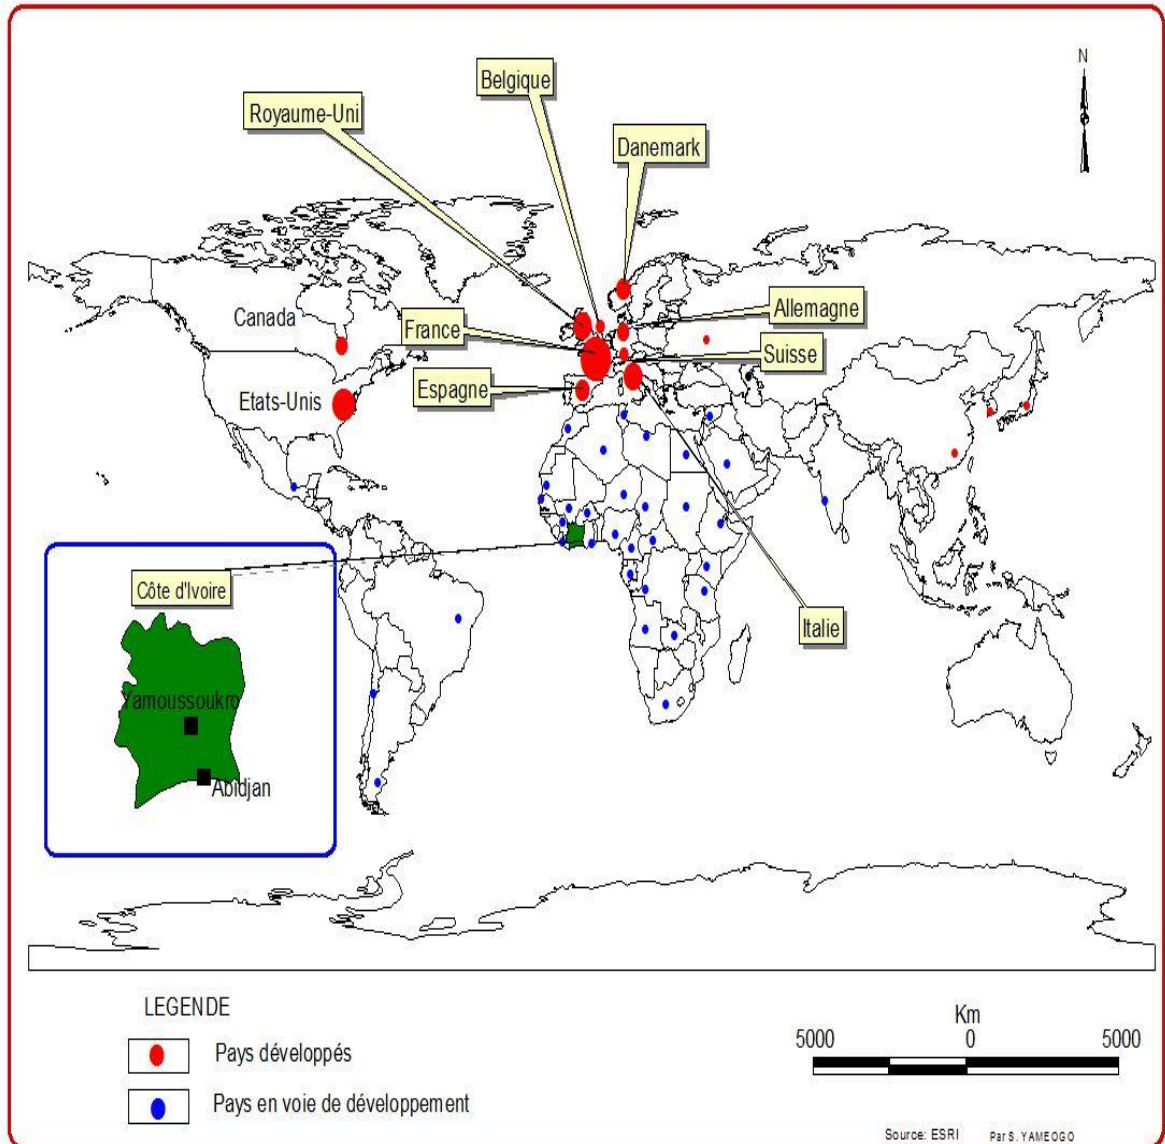 N
Belgique
Royaume-Uni
Danemark
Canada
France
Allemagne
Suisse
Etats-Unis
Espagne
Côte d'Ivoire
Italie
Yamoussoukro
Abidjan
LEGENDE
Pays développés
Pays en voie de développement
Km
5000 0 5000
Source: ESRI Par S. YAMEOGO